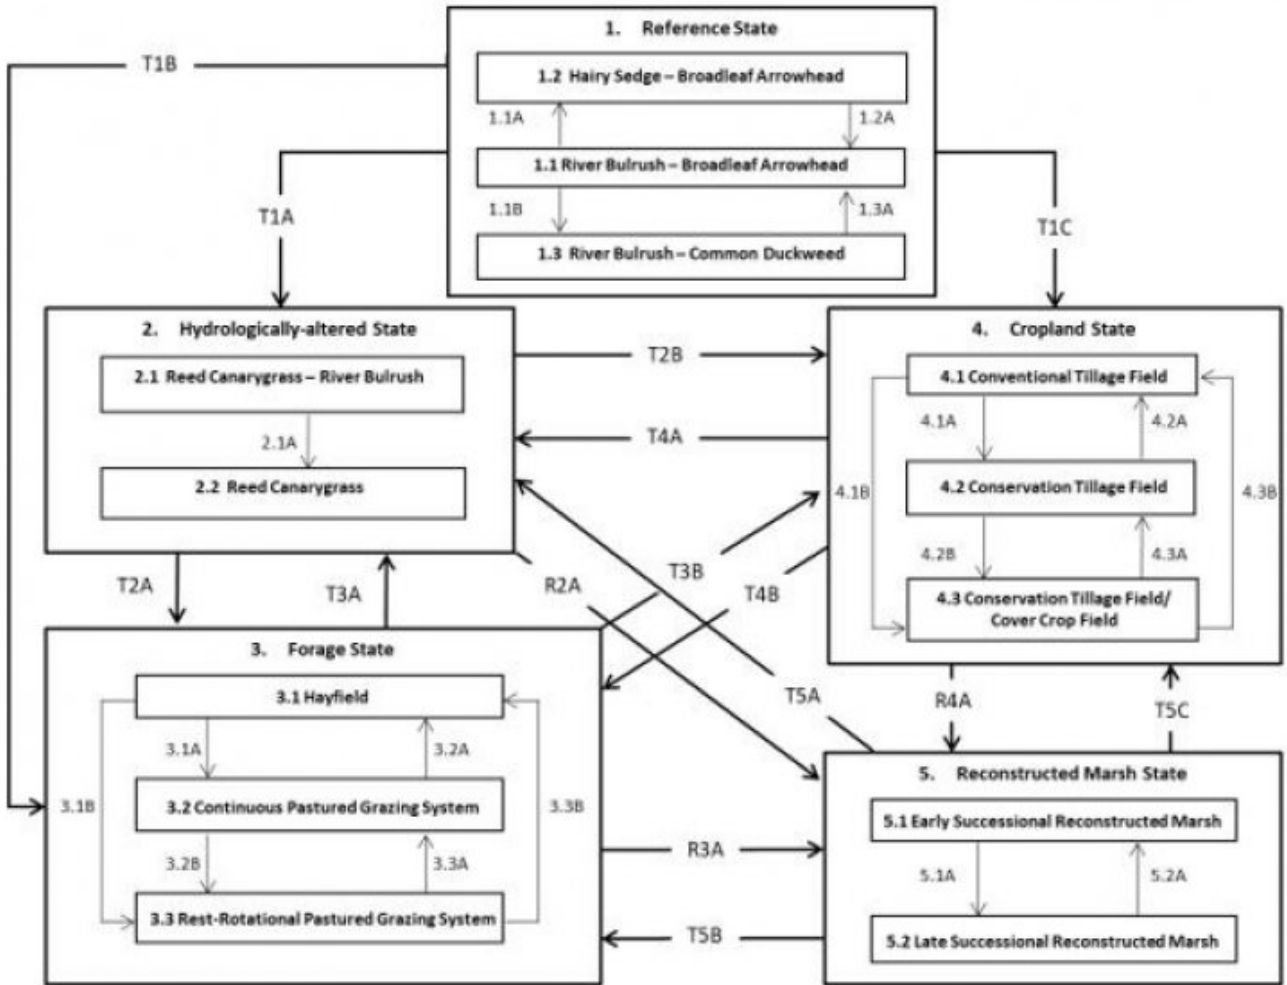 1. Reference State
T1B
1.2 Hairy Sedge – Broadleaf Arrowhead
1.1A
1.2A
1.1 River Bulrush – Broadleaf Arrowhead
T1A
1.1B
1.3A
T1C
1.3 River Bulrush – Common Duckweed
2. Hydrologically-altered State
2.1 Reed Canarygrass – River Bulrush
2.1A
2.2 Reed Canarygrass
T2B
T4A
4. Cropland State
4.1 Conventional Tillage Field
4.1A
4.2A
4.1B
4.2 Conservation Tillage Field
4.3B
4.2B
4.3A
4.3 Conservation Tillage Field/
Cover Crop Field
T2A
T3A
R2A
T3B
T4B
T5A
R4A
T5C
3. Forage State
3.1 Hayfield
3.1A
3.2A
3.1B
3.2 Continuous Pastured Grazing System
3.3B
3.2B
3.3A
3.3 Rest-Rotational Pastured Grazing System
R3A
T5B
5. Reconstructed Marsh State
5.1 Early Successional Reconstructed Marsh
5.1A
5.2A
5.2 Late Successional Reconstructed Marsh